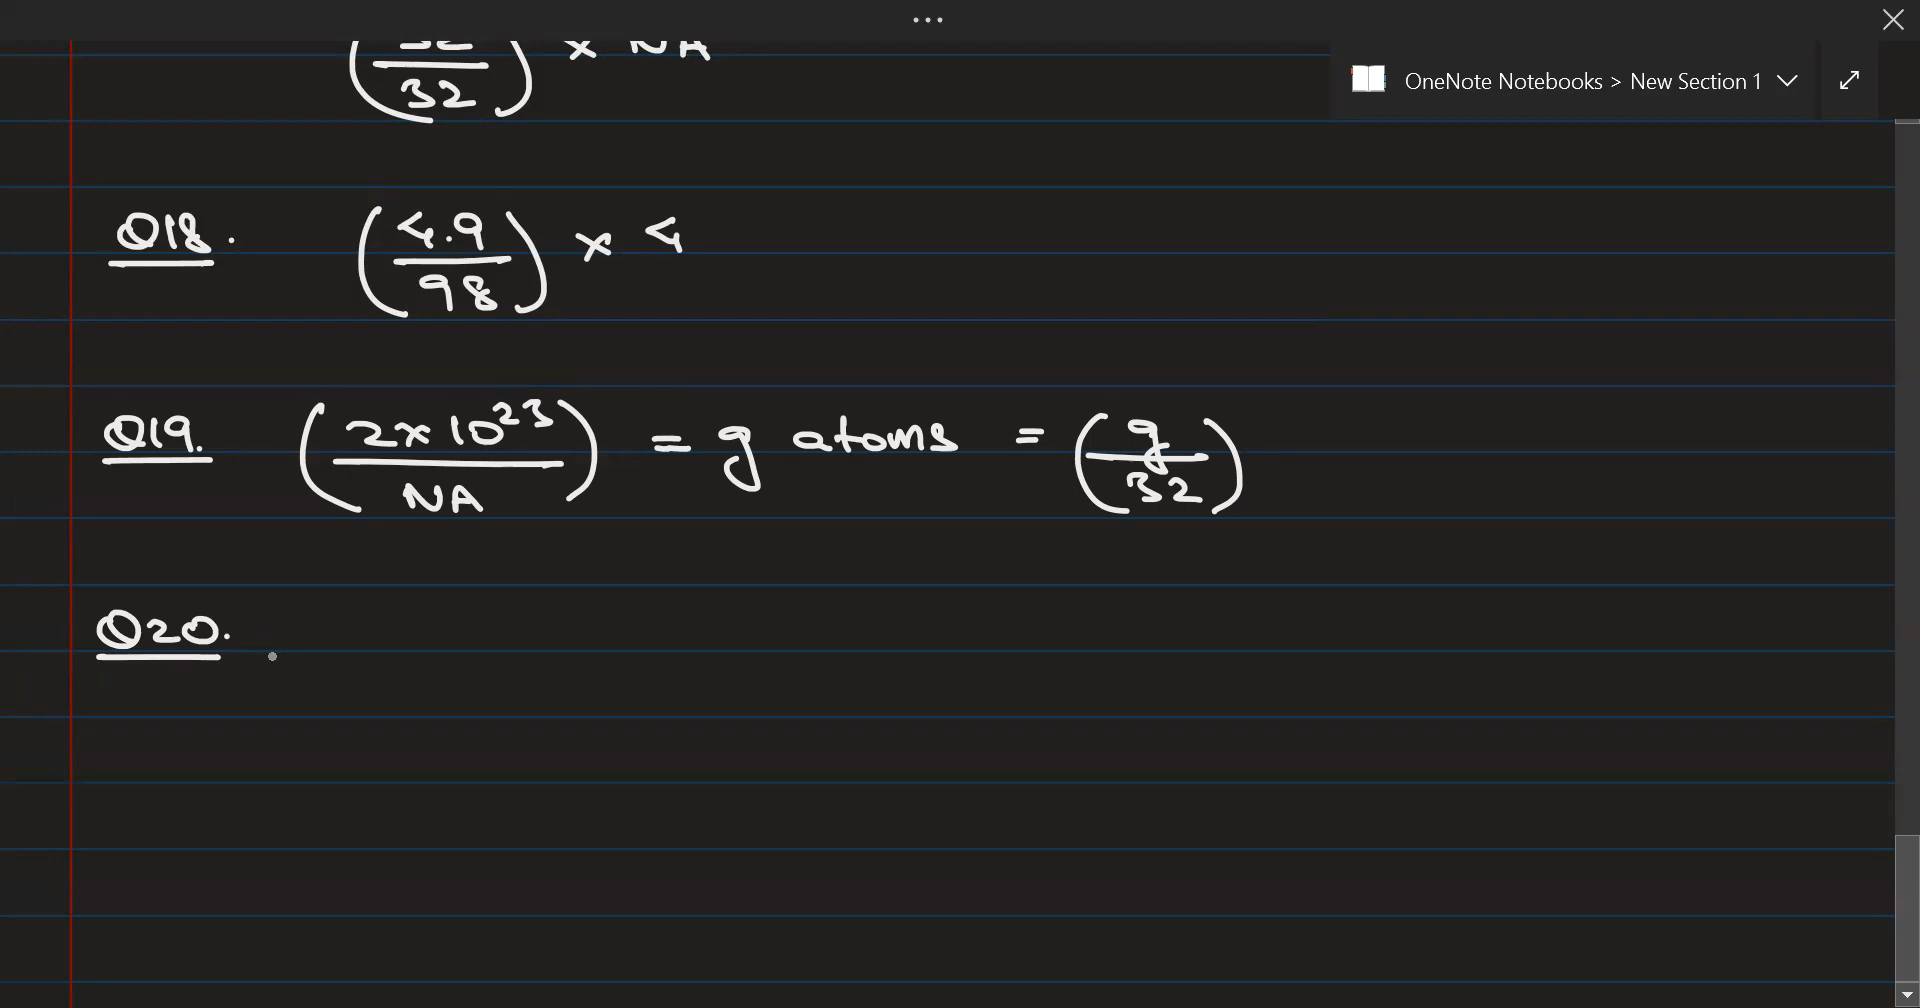 (32/32) × NA
OneNote Notebooks > New Section 1
Q18. (4.9/98) × 4
Q19. (2×10²³/NA) = g atoms = (g/32)
Q20.